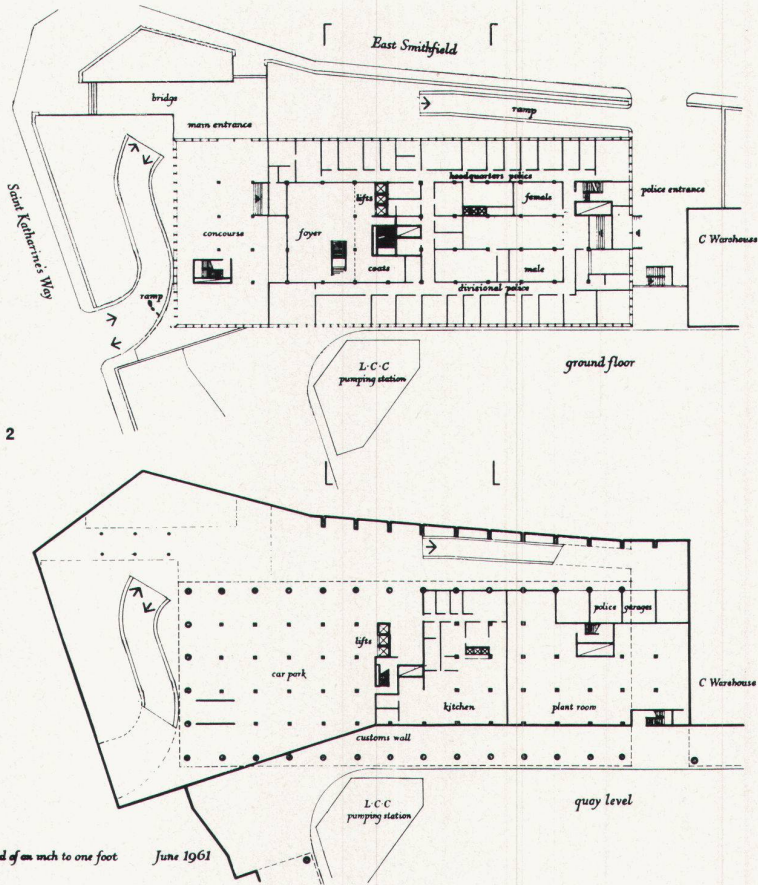 East Smithfield
bridge
ramp
main entrance
headquarters police
Saint Katharine's Way
lifts
female
police entrance
concourse
foyer
C Warehouse
coats
male
divisional police
ramp
L·C·C
pumping station
ground floor
2
police garages
lifts
car park
C Warehouse
kitchen
plant room
customs wall
L·C·C
pumping station
quay level
of an inch to one foot
June 1961